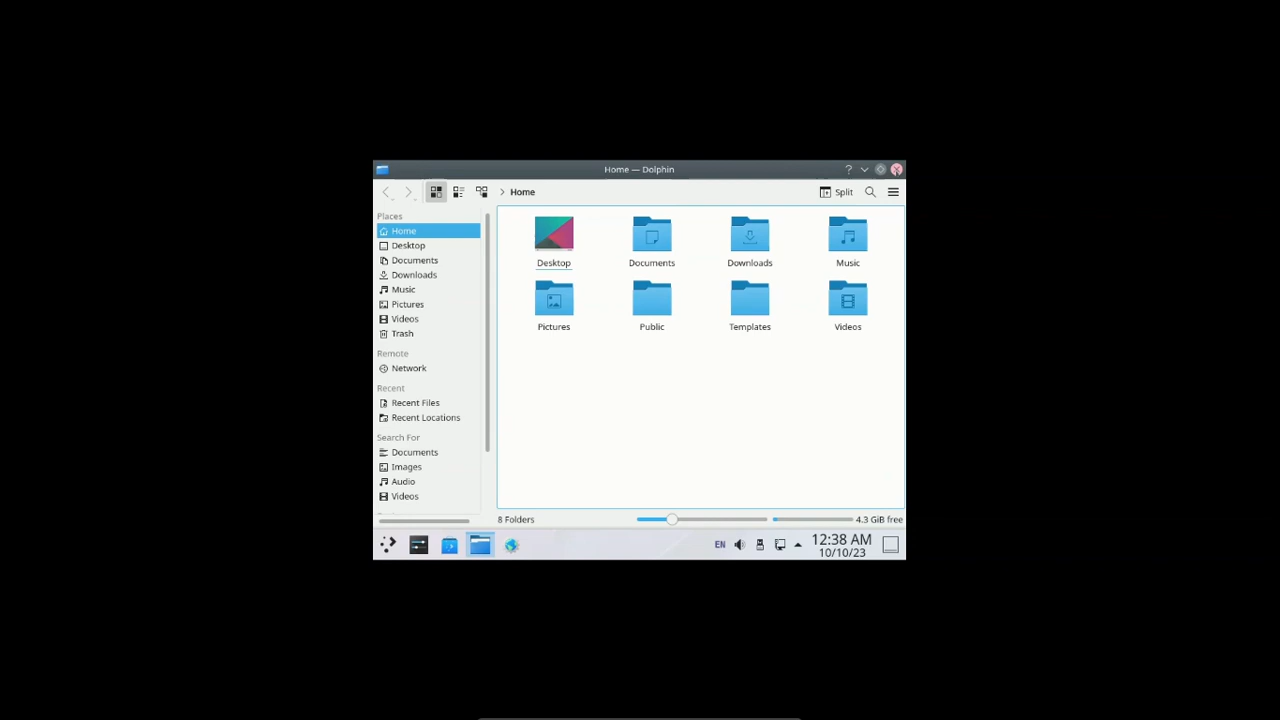 Home — Dolphin
Home
Split
Places
Home
Desktop
Documents
Downloads
Music
Pictures
Videos
Trash
Remote
Network
Recent
Recent Files
Recent Locations
Search For
Documents
Images
Audio
Videos
Desktop
Documents
Downloads
Music
Pictures
Public
Templates
Videos
8 Folders
4.3 GiB free
EN
12:38 AM
10/10/23